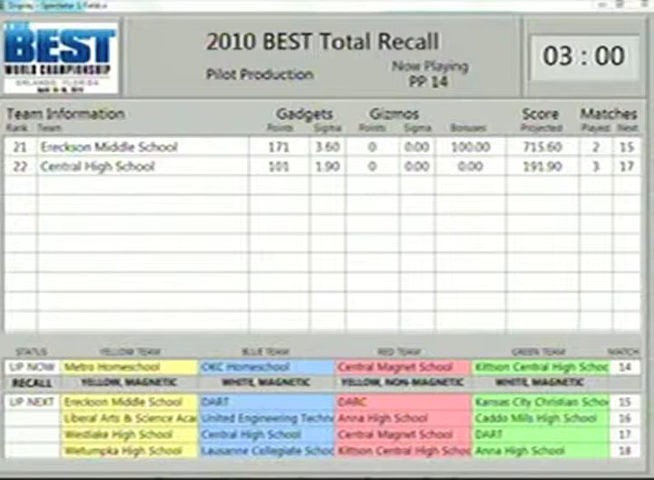 BEST
WORLD CHAMPIONSHIP
ORLANDO, FLORIDA
2010 BEST Total Recall
Pilot Production
Now Playing
PP 14
03 : 00
Team Information Gadgets Gizmos Score Matches
Rank Team Points Sigma Points Sigma Bonuses Projected Played Next
21 Ereckson Middle School 171 3.60 0 0.00 100.00 715.60 2 15
22 Central High School 101 1.90 0 0.00 0.00 191.90 3 17
STATUS YELLOW TEAM BLUE TEAM RED TEAM GREEN TEAM MATCH
UP NOW Metro Homeschool OKC Homeschool Central Magnet School Kittson Central High Schoo 14
RECALL YELLOW, MAGNETIC WHITE, MAGNETIC YELLOW, NON-MAGNETIC WHITE, MAGNETIC
UP NEXT Ereckson Middle School DART DARC Kansas City Christian Schoo 15
Liberal Arts & Science Aca United Engineering Techn Anna High School Caddo Mills High School 16
Westlake High School Central High School Central Magnet School DART 17
Wetumpka High School Lausanne Collegiate Schoo Kittson Central High Schoo Anna High School 18